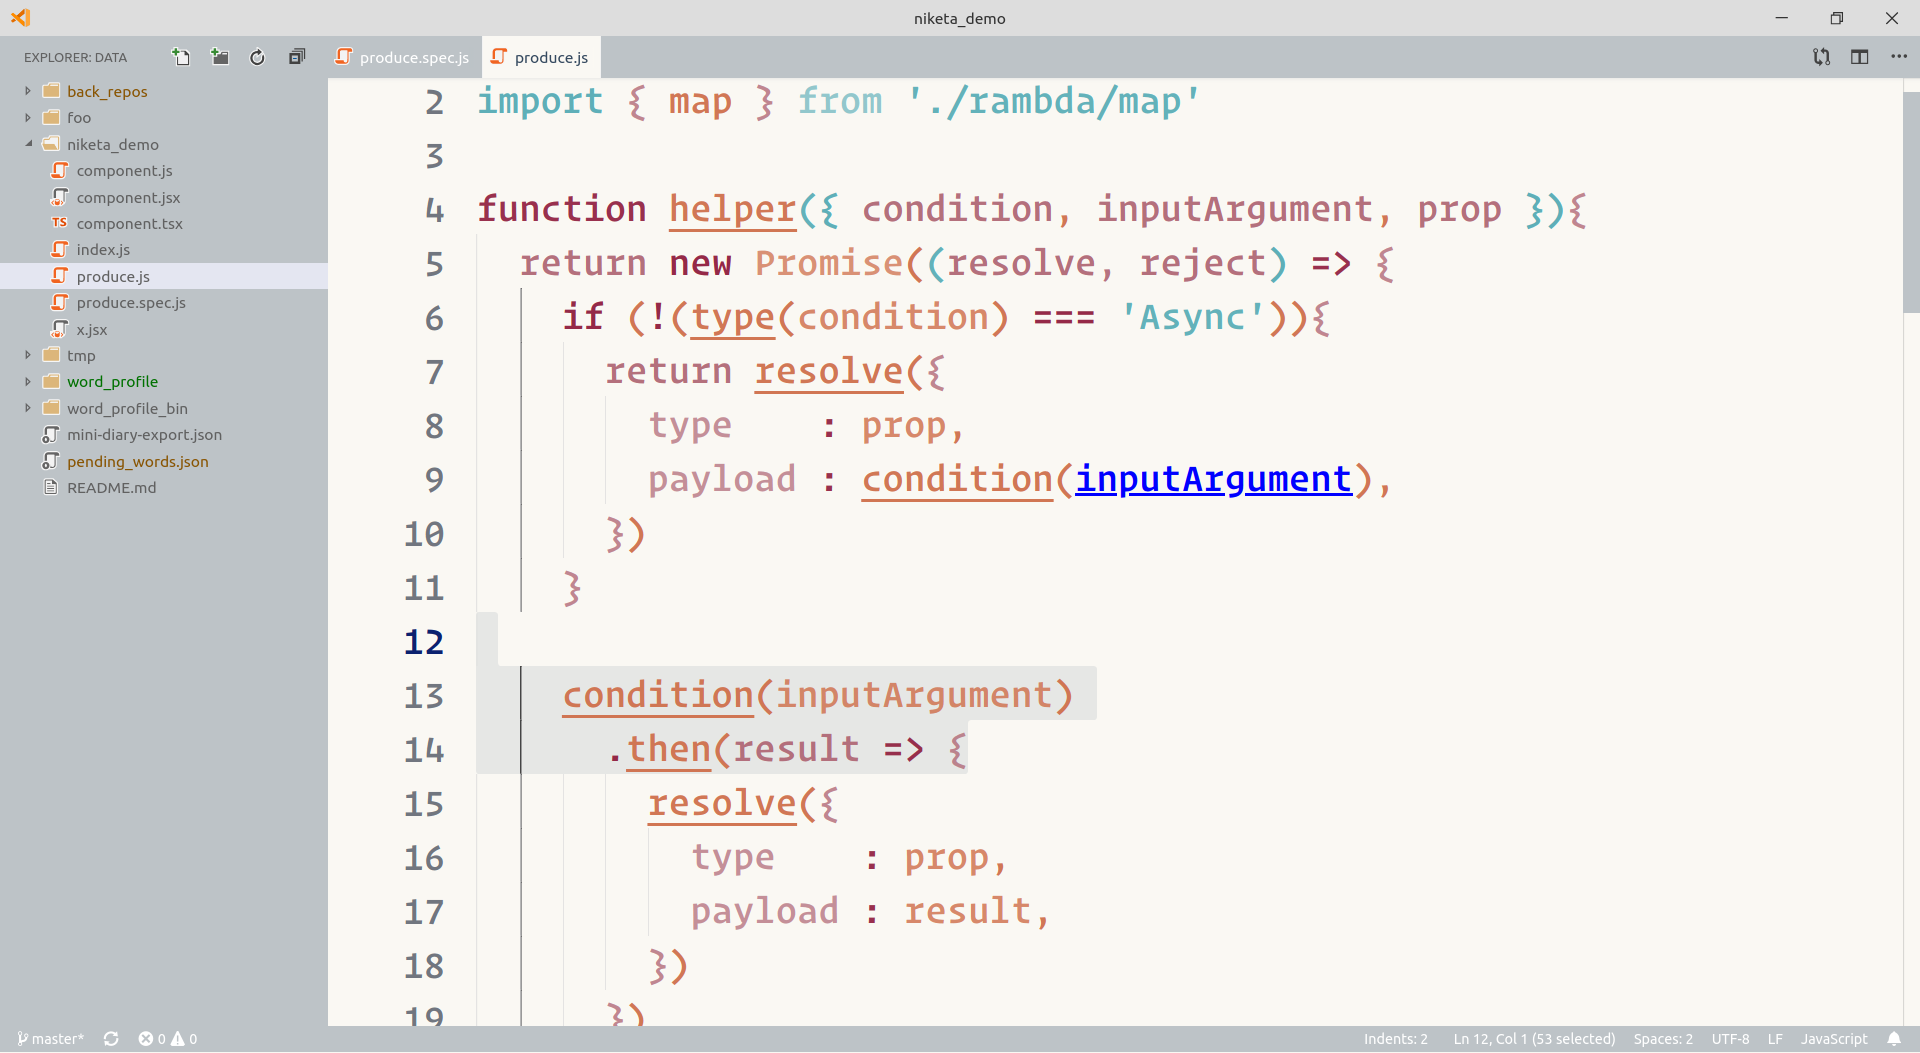 niketa_demo
EXPLORER: DATA
produce.spec.js
produce.js
back_repos
foo
niketa_demo
component.js
component.jsx
TS component.tsx
index.js
produce.js
produce.spec.js
x.jsx
tmp
word_profile
word_profile_bin
mini-diary-export.json
pending_words.json
README.md
2 import { map } from './rambda/map'
3
4 function helper({ condition, inputArgument, prop }){
5 return new Promise((resolve, reject) => {
6 if (!(type(condition) === 'Async')){
7 return resolve({
8 type    : prop,
9 payload : condition(inputArgument),
10 })
11 }
12
13 condition(inputArgument)
14 .then(result => {
15 resolve({
16 type    : prop,
17 payload : result,
18 })
19 })
master* 0 0 Indents: 2 Ln 12, Col 1 (53 selected) Spaces: 2 UTF-8 LF JavaScript